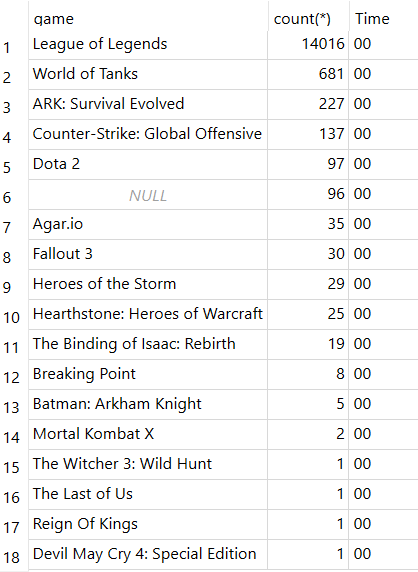 game count(*) Time
1 League of Legends 14016 00
2 World of Tanks 681 00
3 ARK: Survival Evolved 227 00
4 Counter-Strike: Global Offensive 137 00
5 Dota 2 97 00
6 NULL 96 00
7 Agar.io 35 00
8 Fallout 3 30 00
9 Heroes of the Storm 29 00
10 Hearthstone: Heroes of Warcraft 25 00
11 The Binding of Isaac: Rebirth 19 00
12 Breaking Point 8 00
13 Batman: Arkham Knight 5 00
14 Mortal Kombat X 2 00
15 The Witcher 3: Wild Hunt 1 00
16 The Last of Us 1 00
17 Reign Of Kings 1 00
18 Devil May Cry 4: Special Edition 1 00